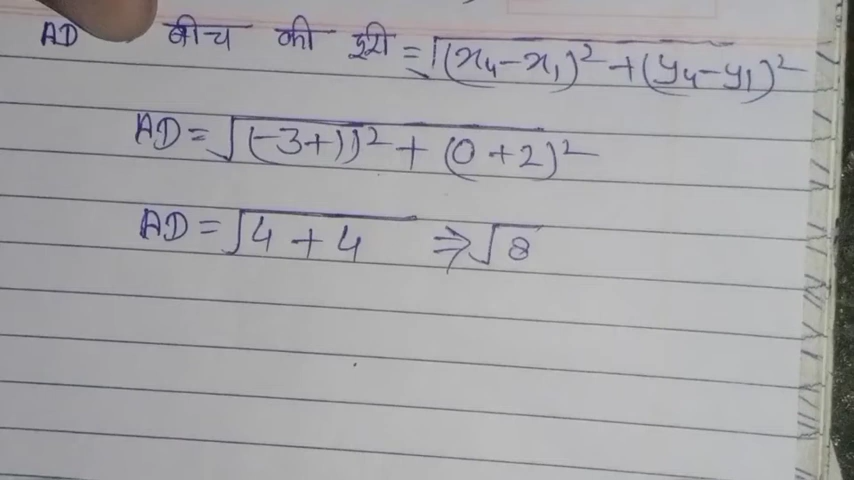 AD बीच की दूरी = √(x₄-x₁)² + (y₄-y₁)²
AD = √(-3+1))² + (0+2)²
AD = √4 + 4 ⇒ √8